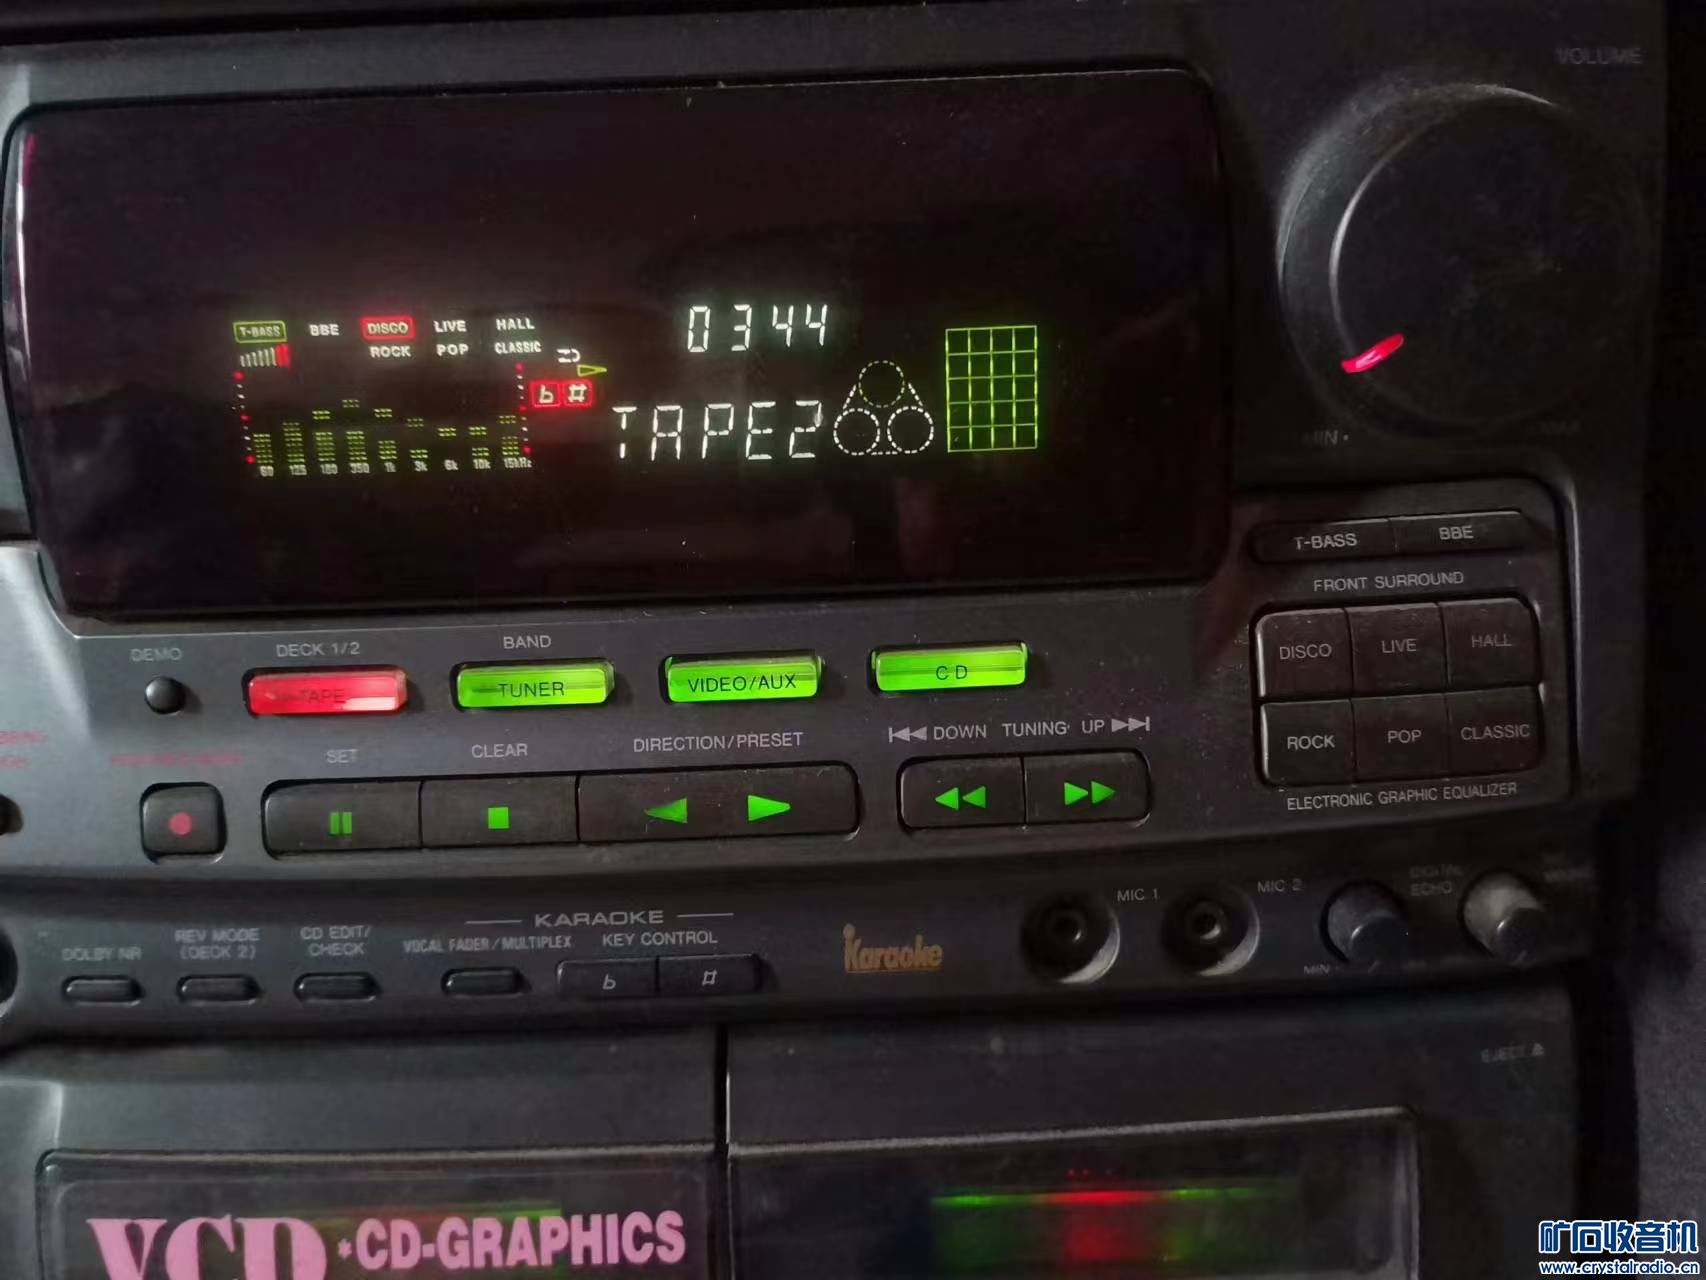 VOLUME
T-BASS BBE DISCO LIVE HALL
ROCK POP CLASSIC
0344
b #
TAPE2
60 125 180 350 1k 3k 6k 10k 15kHz
MIN
T-BASS BBE
FRONT SURROUND
DISCO LIVE HALL
ROCK POP CLASSIC
ELECTRONIC GRAPHIC EQUALIZER
DEMO DECK 1/2 BAND
TAPE TUNER VIDEO/AUX CD
SET CLEAR DIRECTION/PRESET DOWN TUNING UP
KARAOKE
DOLBY NR REV MODE (DECK 2) CD EDIT/ CHECK VOCAL FADER/MULTIPLEX KEY CONTROL
b #
Karaoke
MIC 1 MIC 2 DIGITAL ECHO
MIN
EJECT
VCD *CD-GRAPHICS
矿石收音机
www.crystalradio.cn